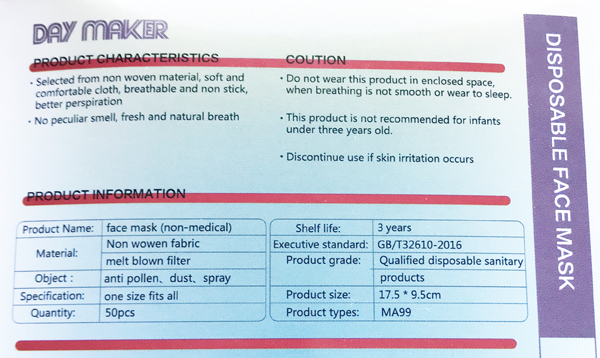 DAY MAKER
PRODUCT CHARACTERISTICS
· Selected from non woven material, soft and
comfortable cloth, breathable and non stick,
better perspiration
· No peculiar smell, fresh and natural breath
COUTION
· Do not wear this product in enclosed space,
when breathing is not smooth or wear to sleep.
· This product is not recommended for infants
under three years old.
· Discontinue use if skin irritation occurs
PRODUCT INFORMATION
Product Name: face mask (non-medical)
Material: Non wowen fabric
melt blown filter
Object : anti pollen、dust、spray
Specification: one size fits all
Quantity: 50pcs
Shelf life: 3 years
Executive standard: GB/T32610-2016
Product grade: Qualified disposable sanitary
products
Product size: 17.5 * 9.5cm
Product types: MA99
DISPOSABLE FACE MASK